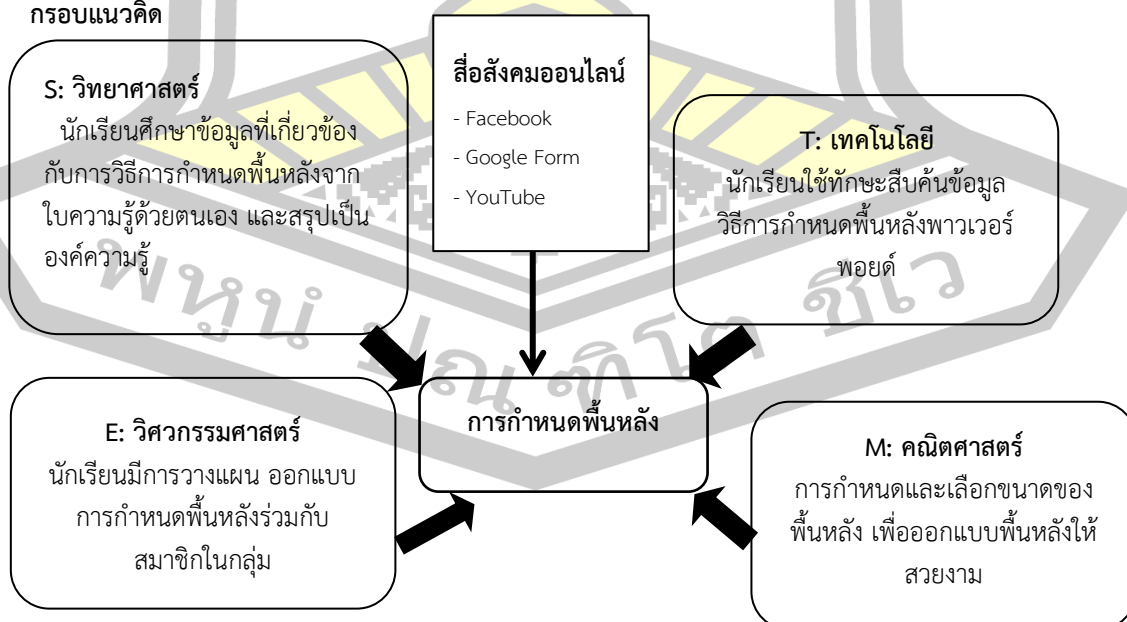 กรอบแนวคิด
S: วิทยาศาสตร์
นักเรียนศึกษาข้อมูลที่เกี่ยวข้อง
กับการวิธีการกำหนดพื้นหลังจาก
ใบความรู้ด้วยตนเอง และสรุปเป็น
องค์ความรู้
สื่อสังคมออนไลน์
- Facebook
- Google Form
- YouTube
T: เทคโนโลยี
นักเรียนใช้ทักษะสืบค้นข้อมูล
วิธีการกำหนดพื้นหลังพาวเวอร์
พอยด์
พหูนํ ปณฺฑิโต ชีเว
การกำหนดพื้นหลัง
E: วิศวกรรมศาสตร์
นักเรียนมีการวางแผน ออกแบบ
การกำหนดพื้นหลังร่วมกับ
สมาชิกในกลุ่ม
M: คณิตศาสตร์
การกำหนดและเลือกขนาดของ
พื้นหลัง เพื่อออกแบบพื้นหลังให้
สวยงาม